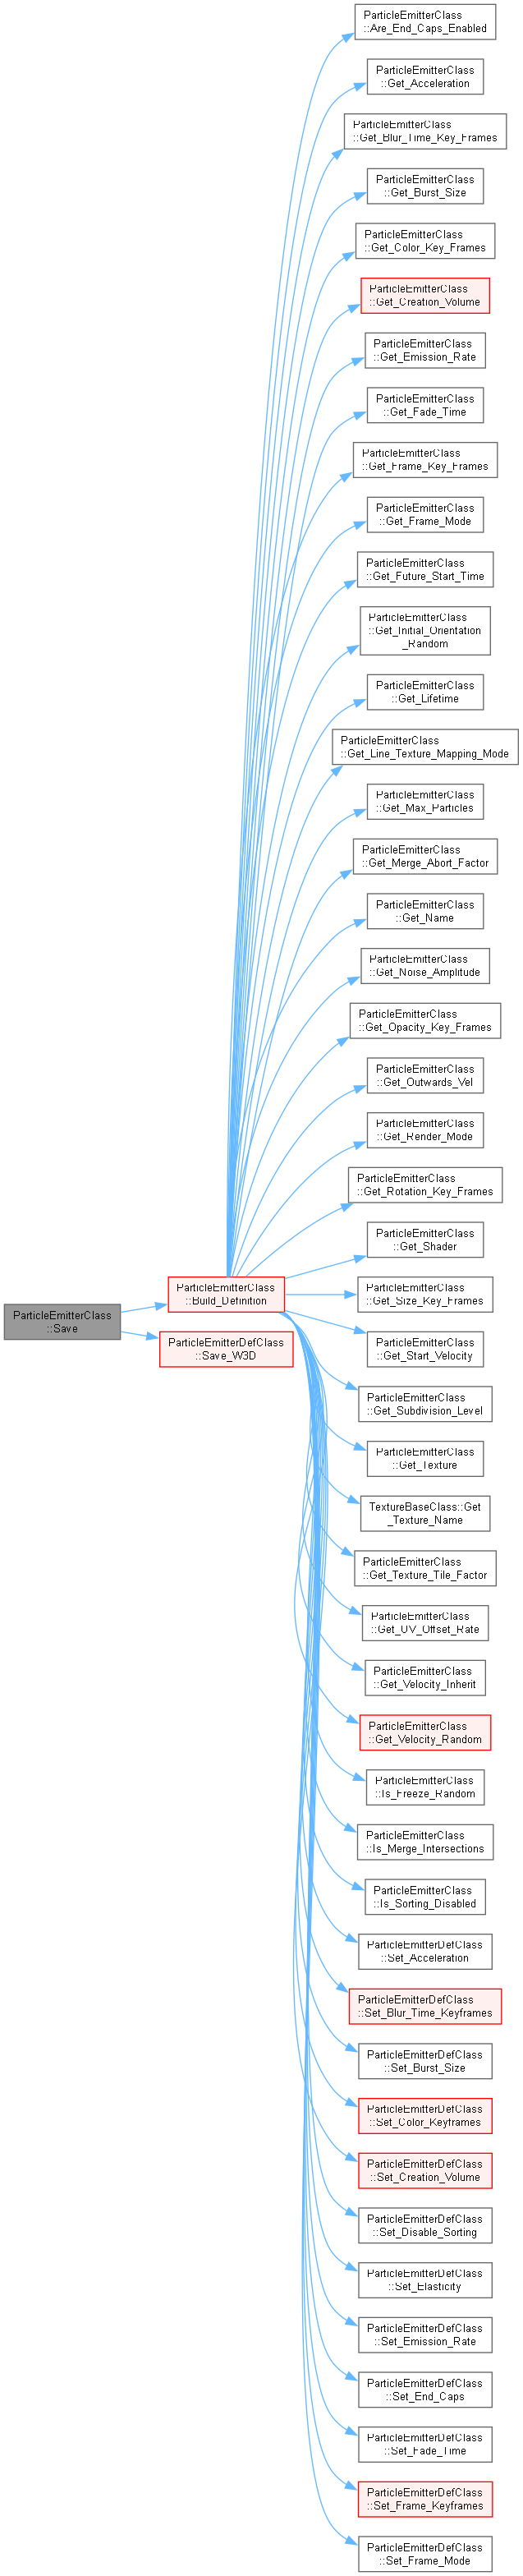 ParticleEmitterClass
::Are_End_Caps_Enabled
ParticleEmitterClass
::Get_Acceleration
ParticleEmitterClass
::Get_Blur_Time_Key_Frames
ParticleEmitterClass
::Get_Burst_Size
ParticleEmitterClass
::Get_Color_Key_Frames
ParticleEmitterClass
::Get_Creation_Volume
ParticleEmitterClass
::Get_Emission_Rate
ParticleEmitterClass
::Get_Fade_Time
ParticleEmitterClass
::Get_Frame_Key_Frames
ParticleEmitterClass
::Get_Frame_Mode
ParticleEmitterClass
::Get_Future_Start_Time
ParticleEmitterClass
::Get_Initial_Orientation
_Random
ParticleEmitterClass
::Get_Lifetime
ParticleEmitterClass
::Get_Line_Texture_Mapping_Mode
ParticleEmitterClass
::Get_Max_Particles
ParticleEmitterClass
::Get_Merge_Abort_Factor
ParticleEmitterClass
::Get_Name
ParticleEmitterClass
::Get_Noise_Amplitude
ParticleEmitterClass
::Get_Opacity_Key_Frames
ParticleEmitterClass
::Get_Outwards_Vel
ParticleEmitterClass
::Get_Render_Mode
ParticleEmitterClass
::Get_Rotation_Key_Frames
ParticleEmitterClass
::Get_Shader
ParticleEmitterClass
::Build_Definition
ParticleEmitterClass
::Get_Size_Key_Frames
ParticleEmitterClass
::Save
ParticleEmitterDefClass
::Save_W3D
ParticleEmitterClass
::Get_Start_Velocity
ParticleEmitterClass
::Get_Subdivision_Level
ParticleEmitterClass
::Get_Texture
TextureBaseClass::Get
_Texture_Name
ParticleEmitterClass
::Get_Texture_Tile_Factor
ParticleEmitterClass
::Get_UV_Offset_Rate
ParticleEmitterClass
::Get_Velocity_Inherit
ParticleEmitterClass
::Get_Velocity_Random
ParticleEmitterClass
::Is_Freeze_Random
ParticleEmitterClass
::Is_Merge_Intersections
ParticleEmitterClass
::Is_Sorting_Disabled
ParticleEmitterDefClass
::Set_Acceleration
ParticleEmitterDefClass
::Set_Blur_Time_Keyframes
ParticleEmitterDefClass
::Set_Burst_Size
ParticleEmitterDefClass
::Set_Color_Keyframes
ParticleEmitterDefClass
::Set_Creation_Volume
ParticleEmitterDefClass
::Set_Disable_Sorting
ParticleEmitterDefClass
::Set_Elasticity
ParticleEmitterDefClass
::Set_Emission_Rate
ParticleEmitterDefClass
::Set_End_Caps
ParticleEmitterDefClass
::Set_Fade_Time
ParticleEmitterDefClass
::Set_Frame_Keyframes
ParticleEmitterDefClass
::Set_Frame_Mode